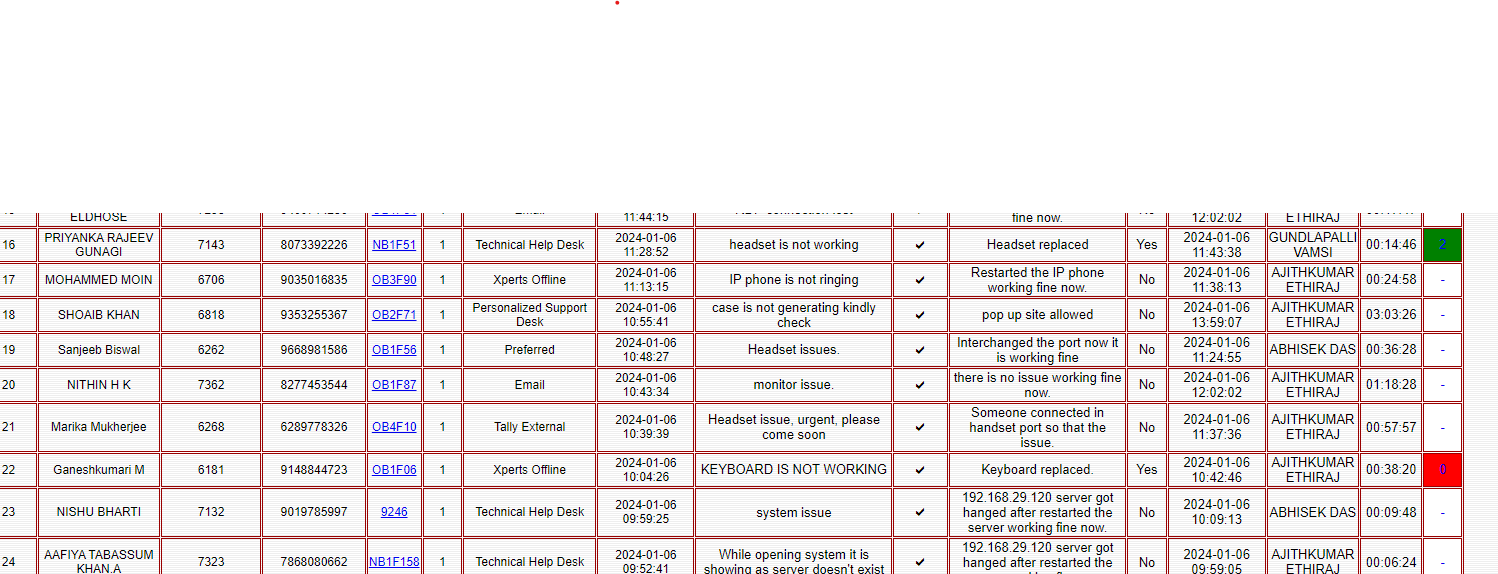 ELDHOSE 11:44:15 fine now. 12:02:02 ETHIRAJ
16 PRIYANKA RAJEEV GUNAGI 7143 8073392226 NB1F51 1 Technical Help Desk 2024-01-06 11:28:52 headset is not working ✔ Headset replaced Yes 2024-01-06 11:43:38 GUNDLAPALLI VAMSI 00:14:46 2
17 MOHAMMED MOIN 6706 9035016835 OB3F90 1 Xperts Offline 2024-01-06 11:13:15 IP phone is not ringing ✔ Restarted the IP phone working fine now. No 2024-01-06 11:38:13 AJITHKUMAR ETHIRAJ 00:24:58 -
18 SHOAIB KHAN 6818 9353255367 OB2F71 1 Personalized Support Desk 2024-01-06 10:55:41 case is not generating kindly check ✔ pop up site allowed No 2024-01-06 13:59:07 AJITHKUMAR ETHIRAJ 03:03:26 -
19 Sanjeeb Biswal 6262 9668981586 OB1F56 1 Preferred 2024-01-06 10:48:27 Headset issues. ✔ Interchanged the port now it is working fine No 2024-01-06 11:24:55 ABHISEK DAS 00:36:28 -
20 NITHIN H K 7362 8277453544 OB1F87 1 Email 2024-01-06 10:43:34 monitor issue. ✔ there is no issue working fine now. No 2024-01-06 12:02:02 AJITHKUMAR ETHIRAJ 01:18:28 -
21 Marika Mukherjee 6268 6289778326 OB4F10 1 Tally External 2024-01-06 10:39:39 Headset issue, urgent, please come soon ✔ Someone connected in handset port so that the issue. No 2024-01-06 11:37:36 AJITHKUMAR ETHIRAJ 00:57:57 -
22 Ganeshkumari M 6181 9148844723 OB1F06 1 Xperts Offline 2024-01-06 10:04:26 KEYBOARD IS NOT WORKING ✔ Keyboard replaced. Yes 2024-01-06 10:42:46 AJITHKUMAR ETHIRAJ 00:38:20 0
23 NISHU BHARTI 7132 9019785997 9246 1 Technical Help Desk 2024-01-06 09:59:25 system issue ✔ 192.168.29.120 server got hanged after restarted the server working fine now. No 2024-01-06 10:09:13 ABHISEK DAS 00:09:48 -
24 AAFIYA TABASSUM KHAN.A 7323 7868080662 NB1F158 1 Technical Help Desk 2024-01-06 09:52:41 While opening system it is showing as server doesn't exist ✔ 192.168.29.120 server got hanged after restarted the No 2024-01-06 09:59:05 AJITHKUMAR ETHIRAJ 00:06:24 -